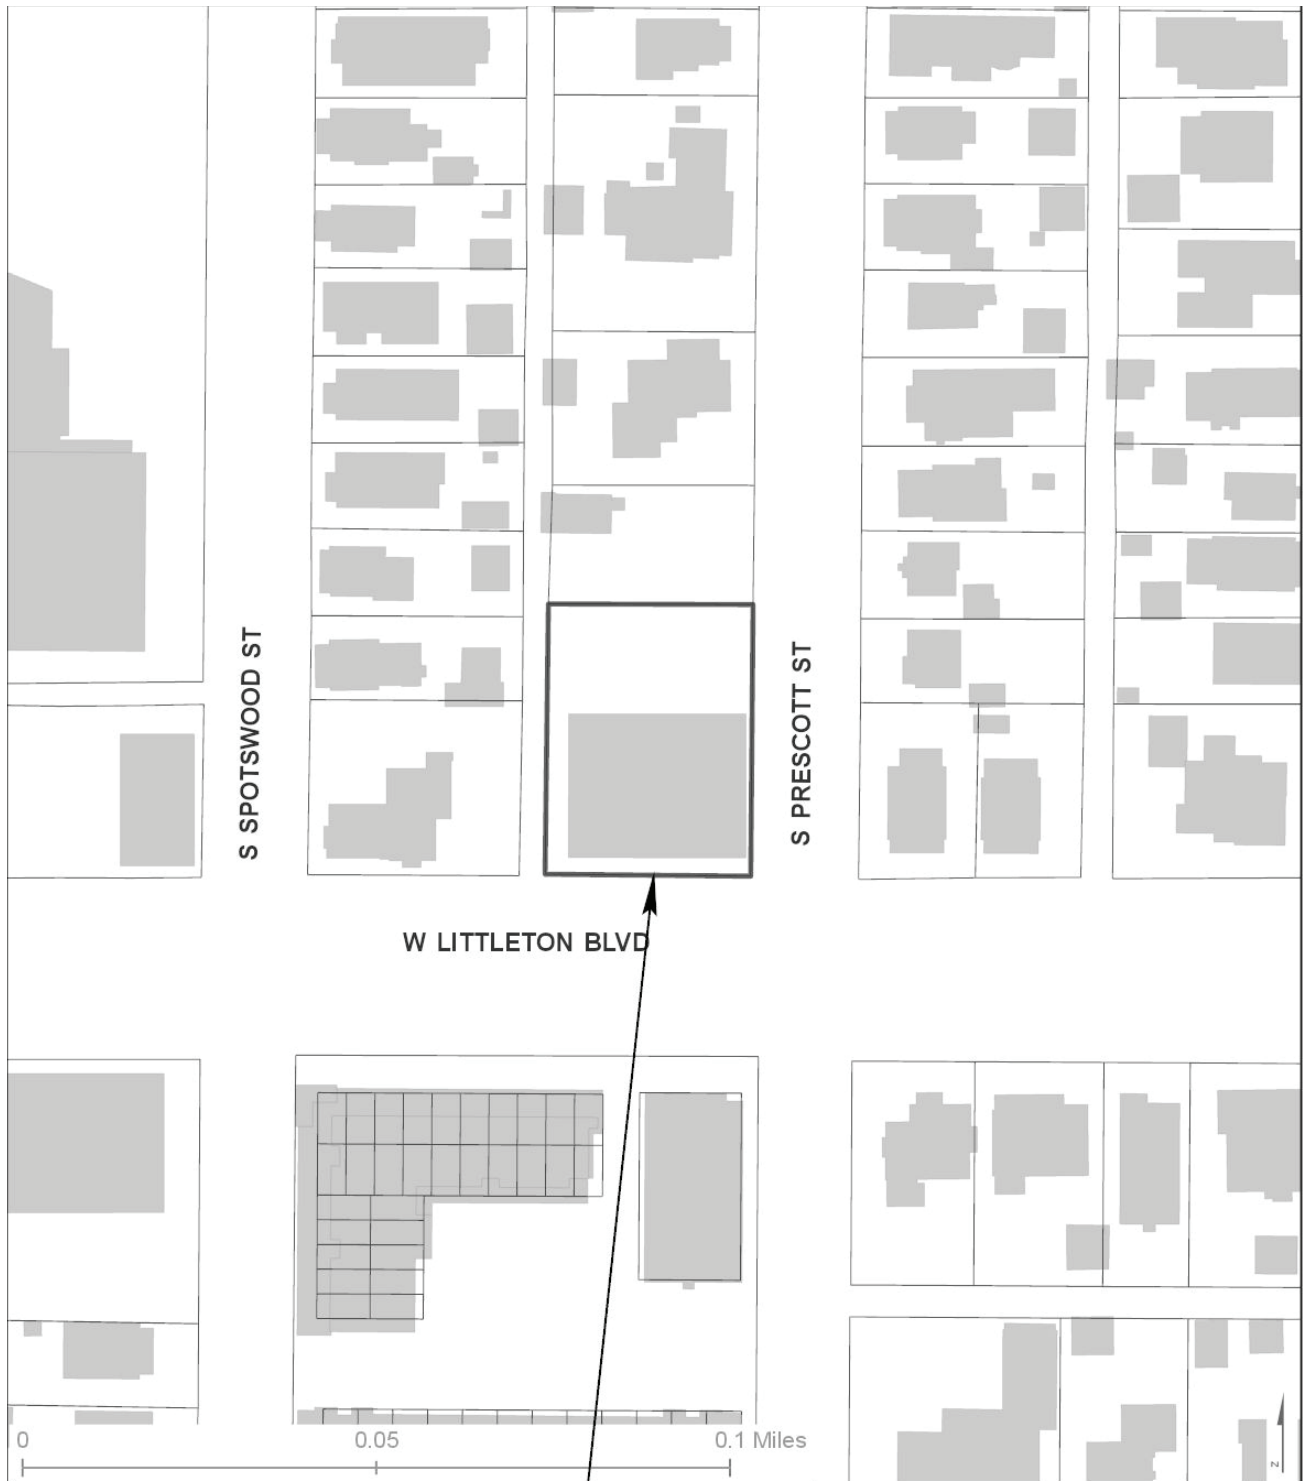 S SPOTSWOOD ST
S PRESCOTT ST
W LITTLETON BLVD
0 0.05 0.1 Miles
N